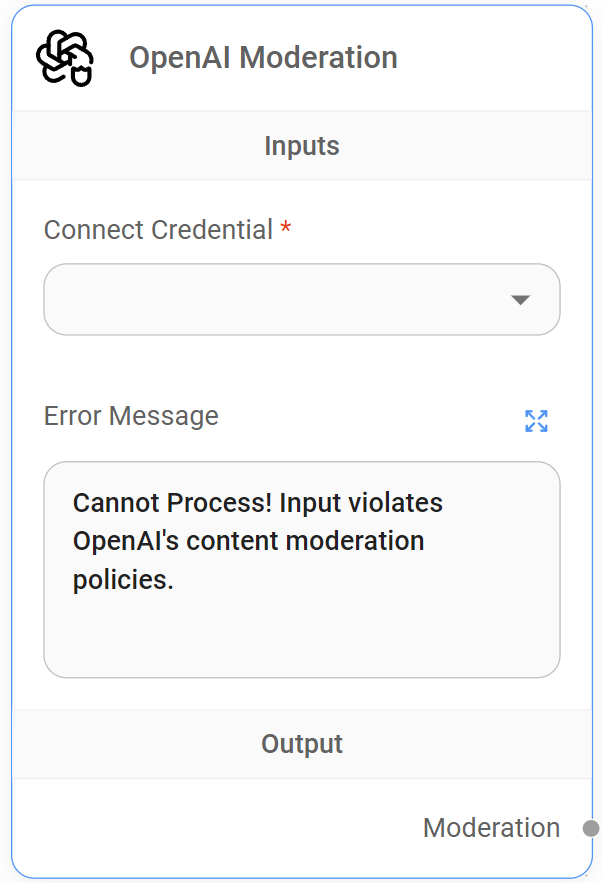 OpenAI Moderation
Inputs
Connect Credential *
Error Message
Cannot Process! Input violates
OpenAI's content moderation
policies.
Output
Moderation